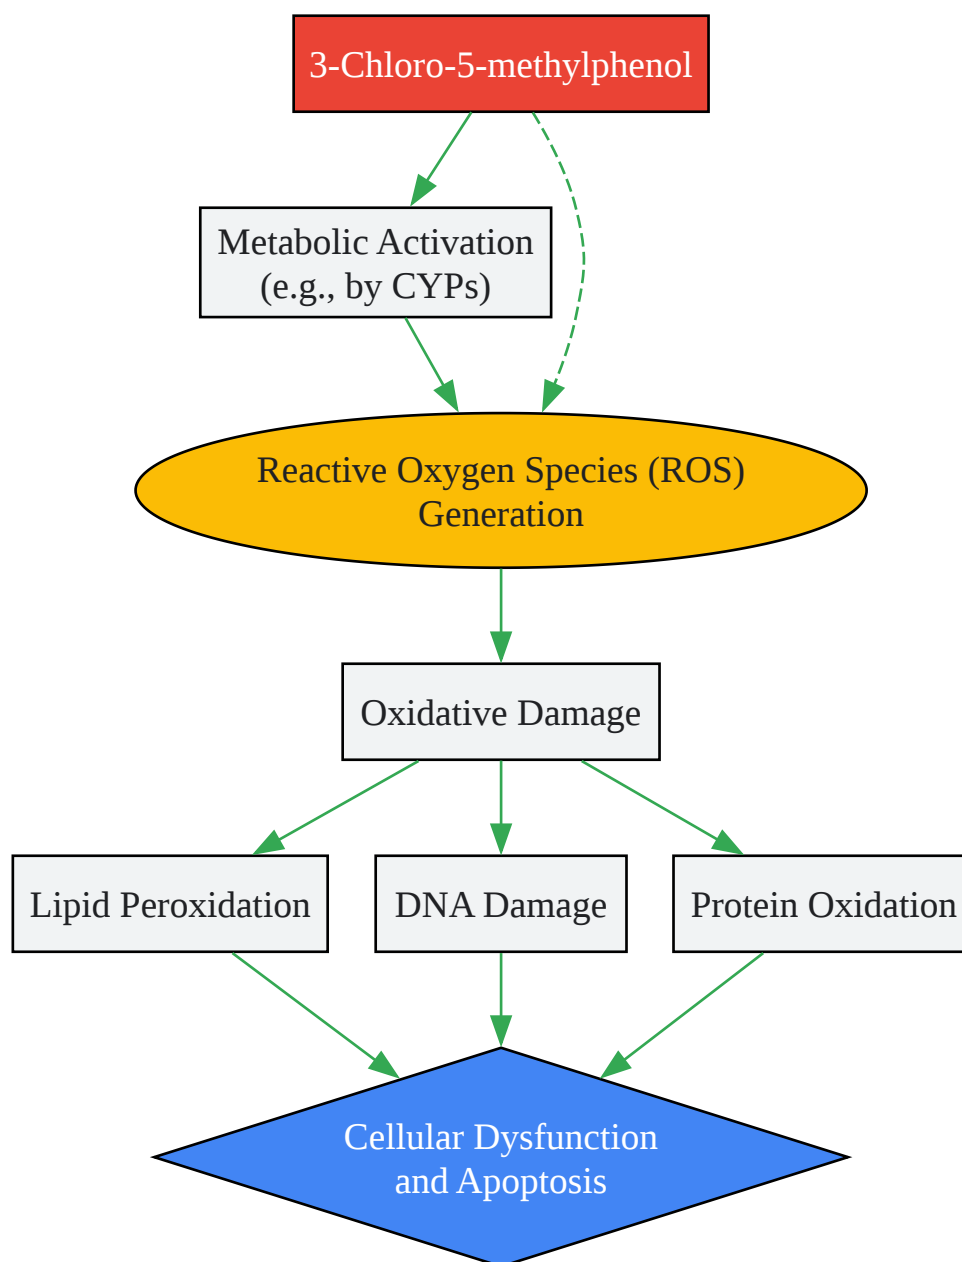 3-Chloro-5-methylphenol
Metabolic Activation
(e.g., by CYPs)
Reactive Oxygen Species (ROS)
Generation
Oxidative Damage
Lipid Peroxidation
DNA Damage
Protein Oxidation
Cellular Dysfunction
and Apoptosis